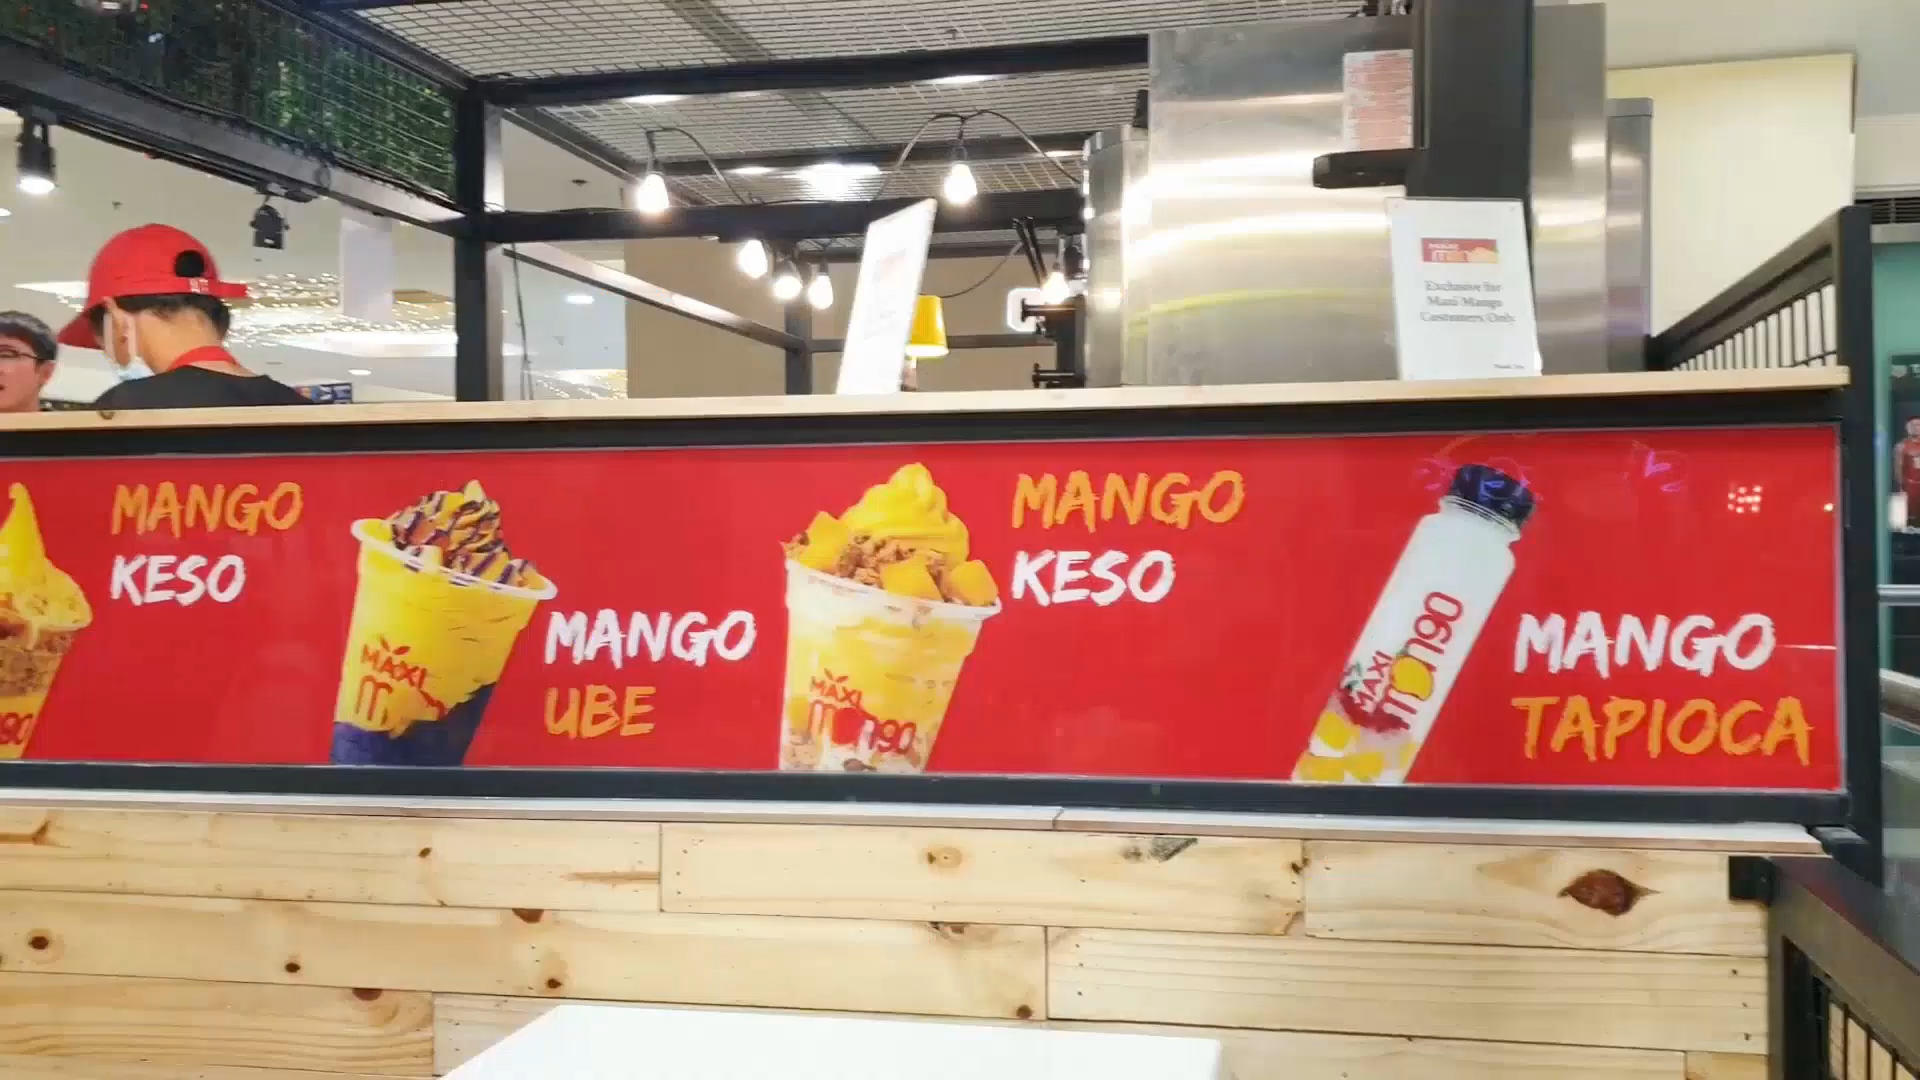 Exclusive for
Maxi Mango
Customers Only
MANGO
KESO
MAXI
MANGO
UBE
MAXI
mango
MANGO
KESO
MAXI
mango
MANGO
TAPIOCA